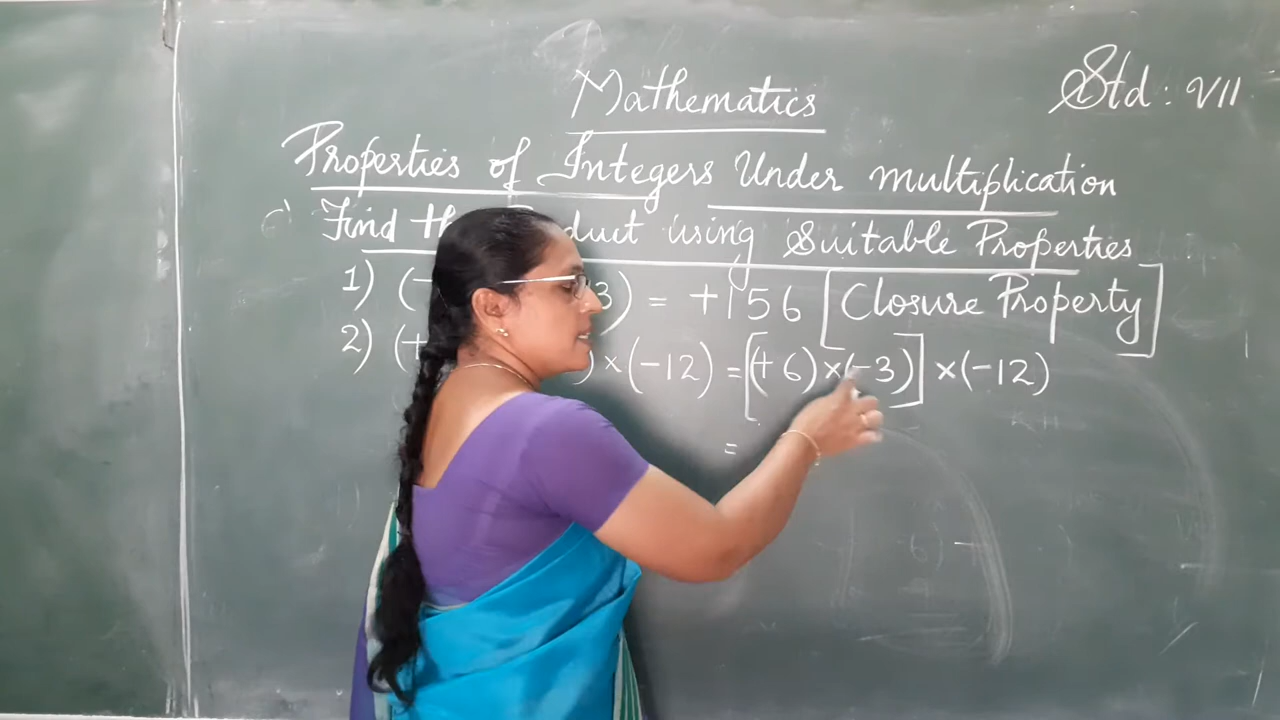 Mathematics
Std: VII
Properties of Integers Under multiplication
Find the Product using Suitable Properties
1) (- 3) = +156 [Closure Property]
2) (+ ) × (-12) = [(+6) × (-3)] × (-12)
=